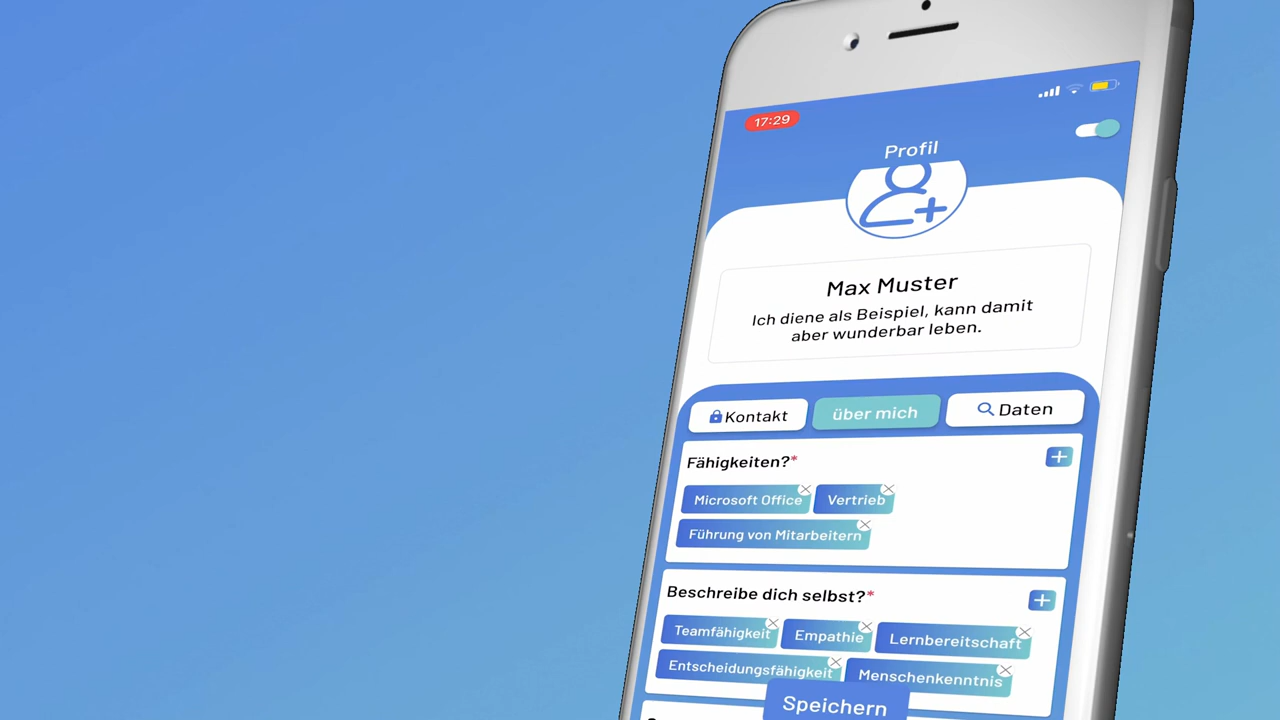 17:29
Profil
Max Muster
Ich diene als Beispiel, kann damit
aber wunderbar leben.
Kontakt über mich Daten
Fähigkeiten?*
Microsoft Office Vertrieb
Führung von Mitarbeitern
Beschreibe dich selbst?*
Teamfähigkeit Empathie Lernbereitschaft
Entscheidungsfähigkeit Menschenkenntnis
Speichern